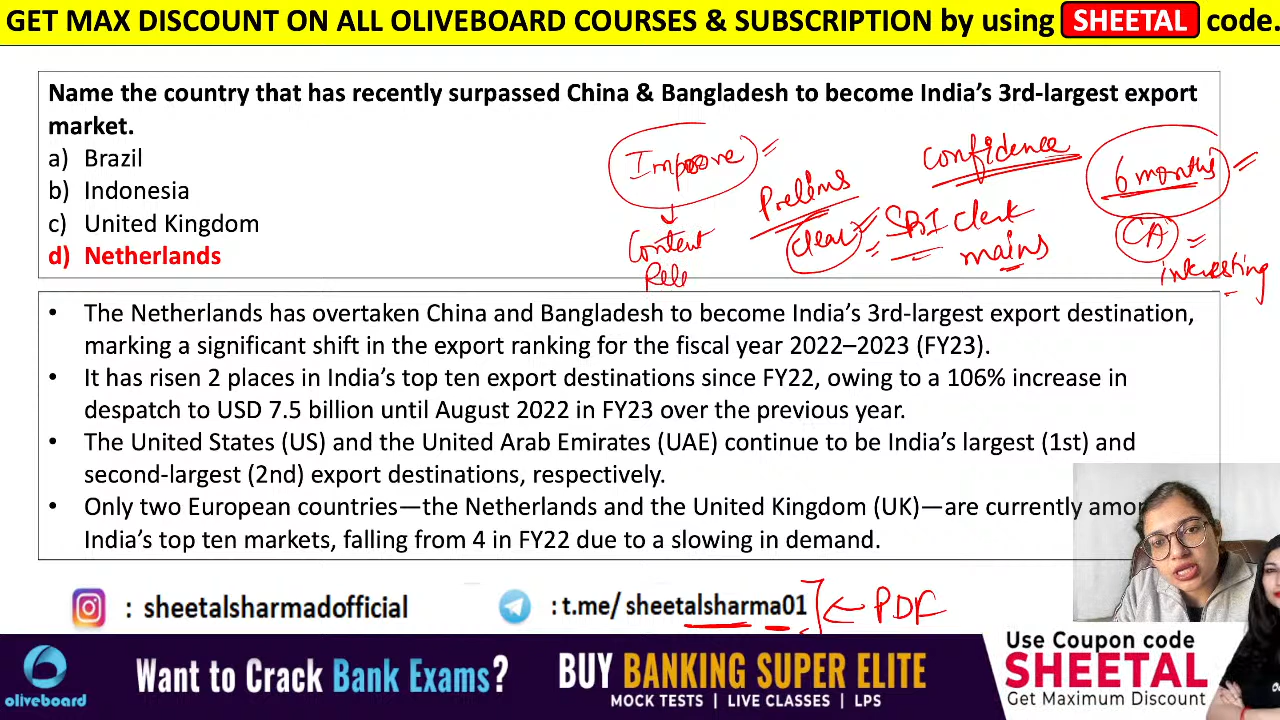 GET MAX DISCOUNT ON ALL OLIVEBOARD COURSES & SUBSCRIPTION by using SHEETAL code.
Name the country that has recently surpassed China & Bangladesh to become India's 3rd-largest export
market.
a) Brazil
b) Indonesia
c) United Kingdom
d) Netherlands
Improve
Content
Rele
Prelims
clear
SBI clerk
mains
confidence
6 months
CA
interesting
• The Netherlands has overtaken China and Bangladesh to become India's 3rd-largest export destination,
marking a significant shift in the export ranking for the fiscal year 2022–2023 (FY23).
• It has risen 2 places in India's top ten export destinations since FY22, owing to a 106% increase in
despatch to USD 7.5 billion until August 2022 in FY23 over the previous year.
• The United States (US) and the United Arab Emirates (UAE) continue to be India's largest (1st) and
second-largest (2nd) export destinations, respectively.
• Only two European countries—the Netherlands and the United Kingdom (UK)—are currently amo
India's top ten markets, falling from 4 in FY22 due to a slowing in demand.
: sheetalsharmadofficial
: t.me/ sheetalsharma01
← PDF
oliveboard
Want to Crack Bank Exams?
BUY BANKING SUPER ELITE
MOCK TESTS | LIVE CLASSES | LPS
Use Coupon code
SHEETAL
Get Maximum Discount